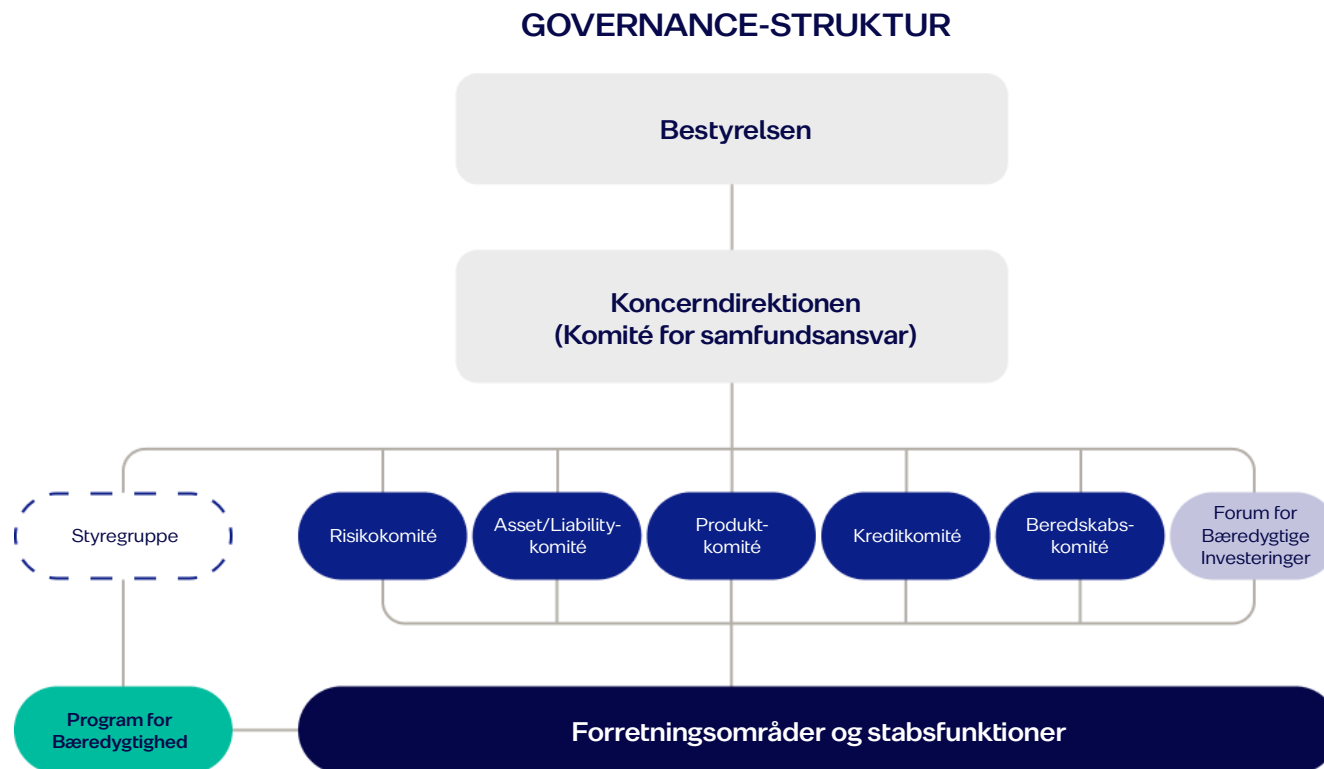 GOVERNANCE-STRUKTUR
Bestyrelsen
Koncerndirektionen
(Komité for samfundsansvar)
Styregruppe
Risikokomité
Asset/Liability-
komité
Produkt-
komité
Kreditkomité
Beredskabs-
komité
Forum for
Bæredygtige
Investeringer
Program for
Bæredygtighed
Forretningsområder og stabsfunktioner